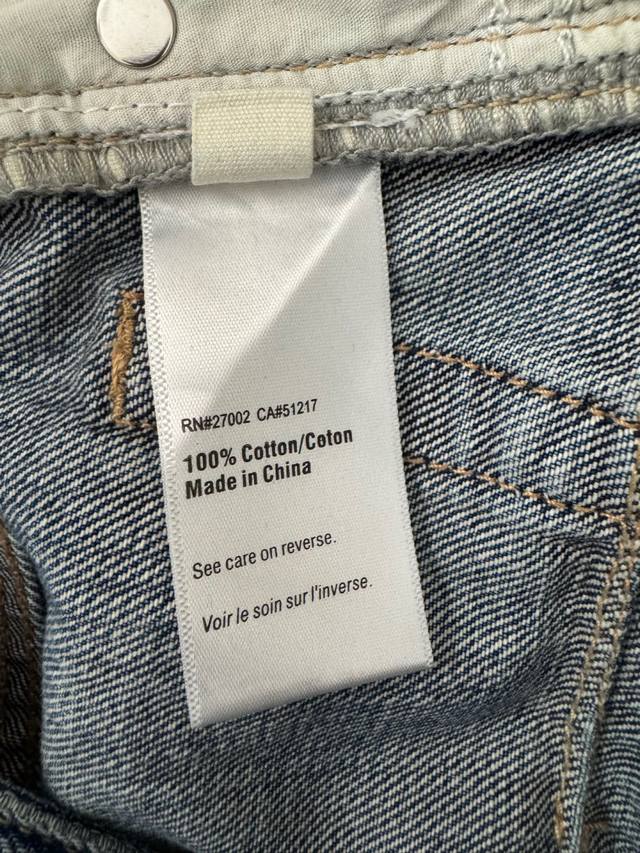 RN#27002 CA#51217
100% Cotton/Coton
Made in China
See care on reverse.
Voir le soin sur l'inverse.